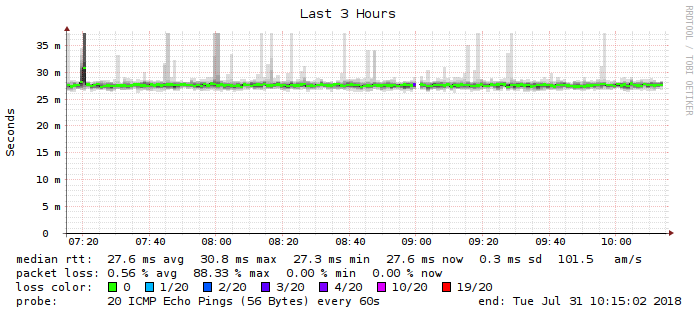 Last 3 Hours
RRDTOOL / TOBI OETIKER
Seconds
35 m
30 m
25 m
20 m
15 m
10 m
5 m
0
07:20 07:40 08:00 08:20 08:40 09:00 09:20 09:40 10:00
median rtt: 27.6 ms avg 30.8 ms max 27.3 ms min 27.6 ms now 0.3 ms sd 101.5 am/s
packet loss: 0.56 % avg 88.33 % max 0.00 % min 0.00 % now
loss color: 0 1/20 2/20 3/20 4/20 10/20 19/20
probe: 20 ICMP Echo Pings (56 Bytes) every 60s end: Tue Jul 31 10:15:02 2018